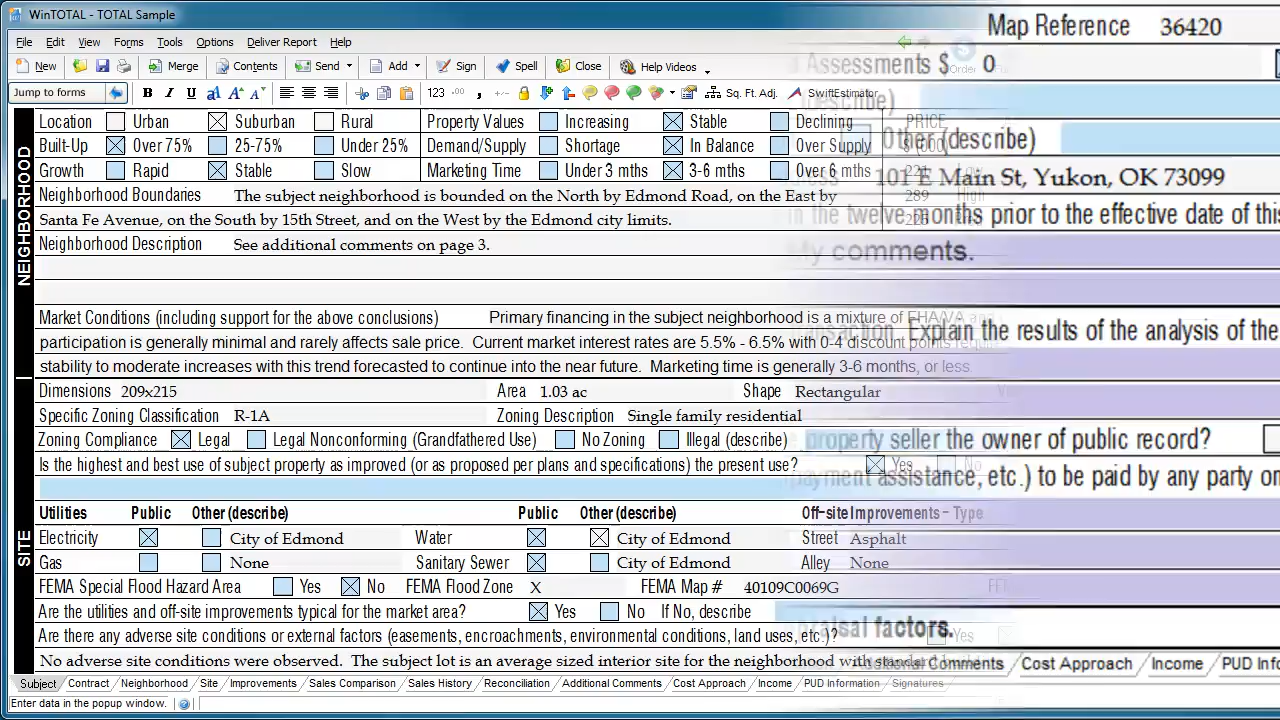 WinTOTAL - TOTAL Sample
File Edit View Forms Tools Options Deliver Report Help
New Merge Send Add Sign Spell Close Help Videos
Jump to forms B I U aA A A 123 .00 Sq. Ft. Adj. SwiftEstimator
Map Reference 36420
Assessments $ 0
(describe)
Other (describe)
101 E Main St, Yukon, OK 73099
in the twelve months prior to the effective date of this
My comments.
transaction. Explain the results of the analysis of the
property seller the owner of public record?
payment assistance, etc.) to be paid by any party on
factors.
Comments Cost Approach Income PUD Info
NEIGHBORHOOD
Location Urban Suburban Rural Property Values Increasing Stable Declining PRICE
Built-Up Over 75% 25-75% Under 25% Demand/Supply Shortage In Balance Over Supply
Growth Rapid Stable Slow Marketing Time Under 3 mths 3-6 mths Over 6 mths 221 Low
Neighborhood Boundaries The subject neighborhood is bounded on the North by Edmond Road, on the East by 289 High
Santa Fe Avenue, on the South by 15th Street, and on the West by the Edmond city limits.
Neighborhood Description See additional comments on page 3.
Market Conditions (including support for the above conclusions) Primary financing in the subject neighborhood is a mixture of FHA/VA and
participation is generally minimal and rarely affects sale price. Current market interest rates are 5.5% - 6.5% with 0-4 discount points
stability to moderate increases with this trend forecasted to continue into the near future. Marketing time is generally 3-6 months, or less.
SITE
Dimensions 209x215 Area 1.03 ac Shape Rectangular
Specific Zoning Classification R-1A Zoning Description Single family residential
Zoning Compliance Legal Legal Nonconforming (Grandfathered Use) No Zoning Illegal (describe)
Is the highest and best use of subject property as improved (or as proposed per plans and specifications) the present use? Yes No
Utilities Public Other (describe) Public Other (describe) Off-site Improvements - Type
Electricity City of Edmond Water City of Edmond Street Asphalt
Gas None Sanitary Sewer City of Edmond Alley None
FEMA Special Flood Hazard Area Yes No FEMA Flood Zone X FEMA Map # 40109C0069G
Are the utilities and off-site improvements typical for the market area? Yes No If No, describe
Are there any adverse site conditions or external factors (easements, encroachments, environmental conditions, land uses, etc.)? Yes
No adverse site conditions were observed. The subject lot is an average sized interior site for the neighborhood with
Subject Contract Neighborhood Site Improvements Sales Comparison Sales History Reconciliation Additional Comments Cost Approach Income PUD Information Signatures
Enter data in the popup window.